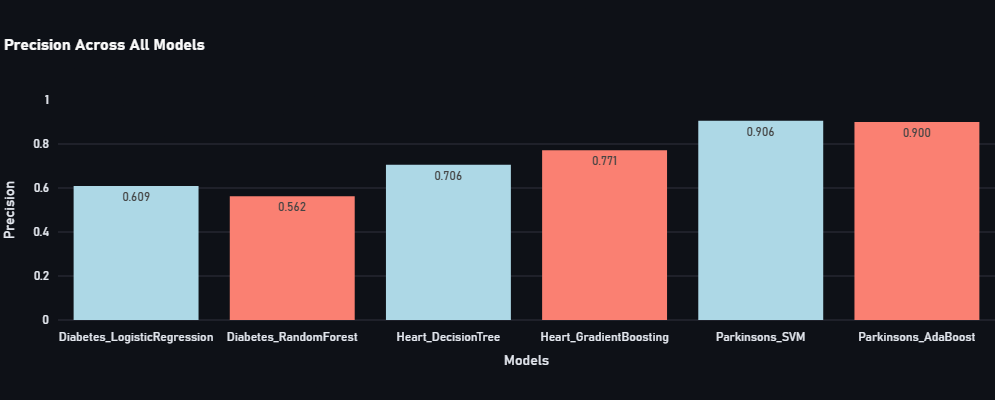 Precision Across All Models
1
0.8
0.6
0.4
0.2
0
Precision
0.609
0.562
0.706
0.771
0.906
0.900
Diabetes_LogisticRegression
Diabetes_RandomForest
Heart_DecisionTree
Heart_GradientBoosting
Parkinsons_SVM
Parkinsons_AdaBoost
Models